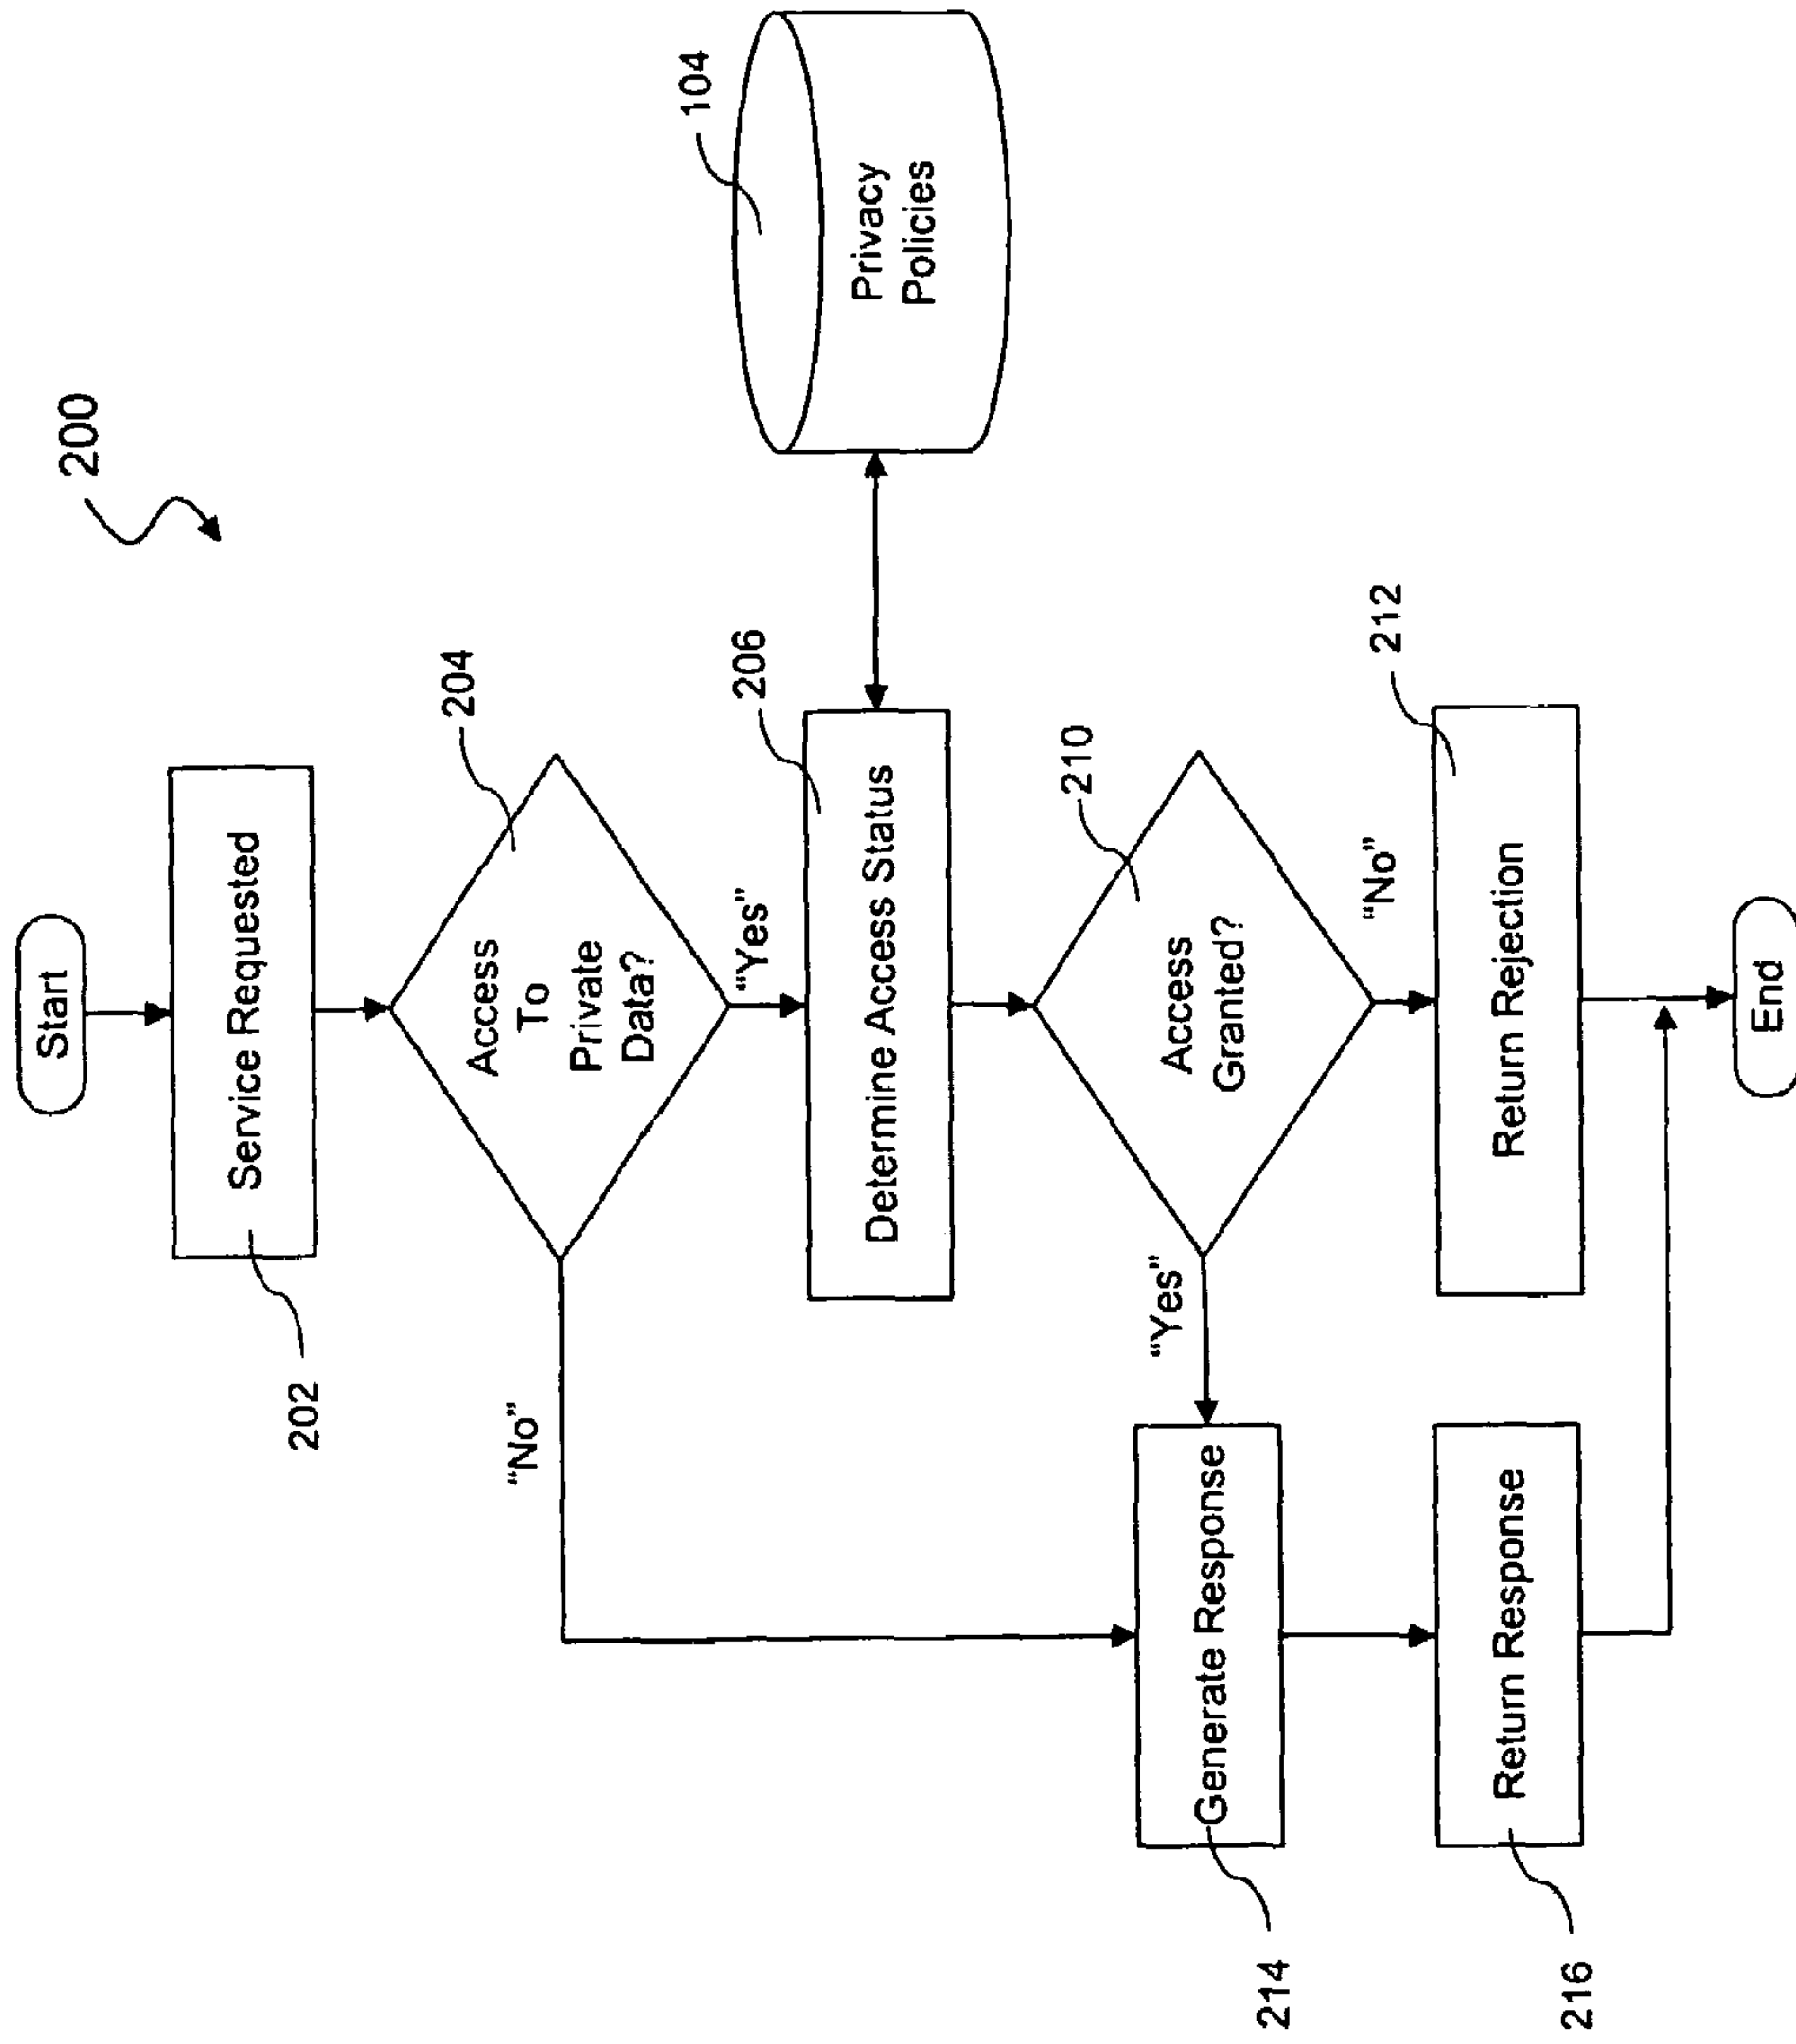 200
Start
Service Requested
202
Access
To
Private
Data?
204
"No"
"Yes"
Determine Access Status
206
Privacy
Policies
104
Access
Granted?
210
"Yes"
"No"
Generate Response
214
Return Rejection
212
Return Response
216
End